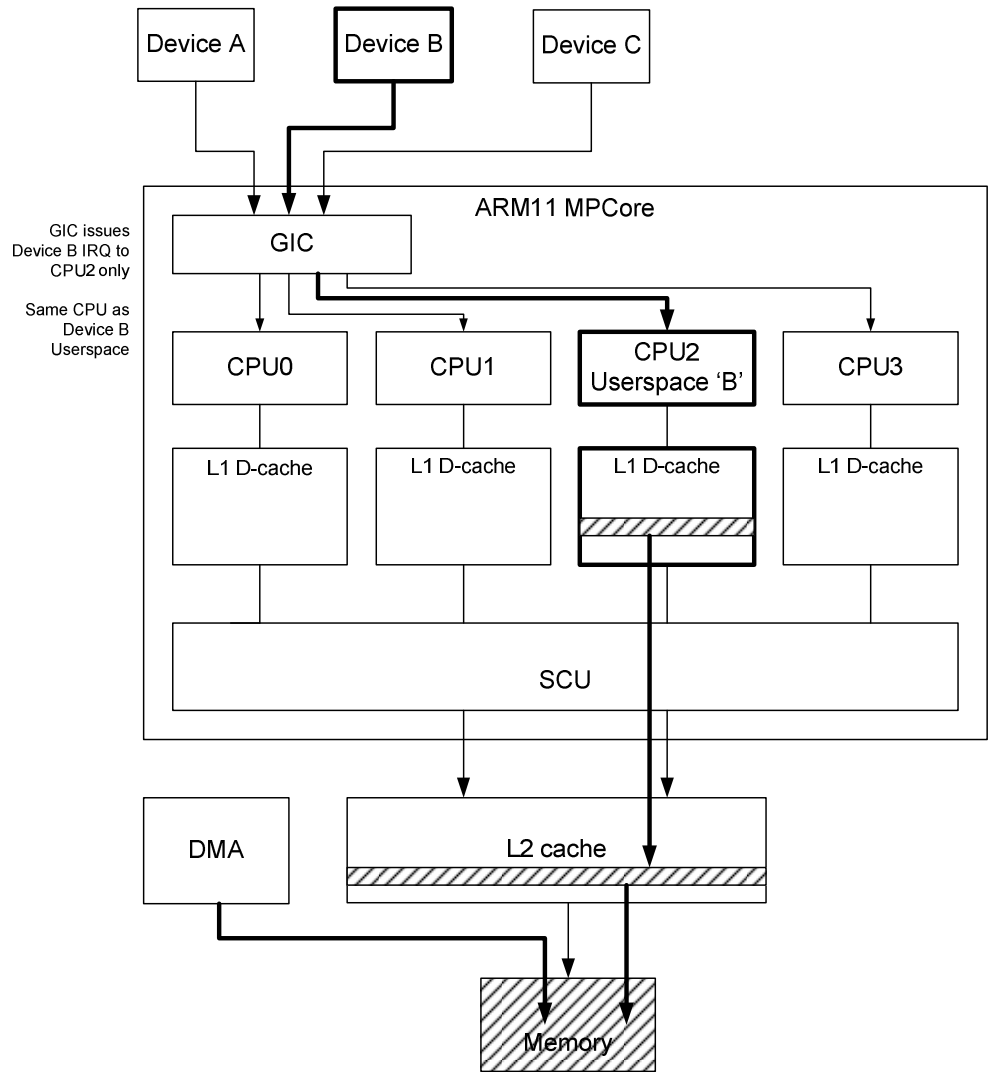 Device A
Device B
Device C
ARM11 MPCore
GIC issues
Device B IRQ to
CPU2 only
Same CPU as
Device B
Userspace
GIC
CPU0
CPU1
CPU2
Userspace ‘B’
CPU3
L1 D-cache
L1 D-cache
L1 D-cache
L1 D-cache
SCU
DMA
L2 cache
Memory